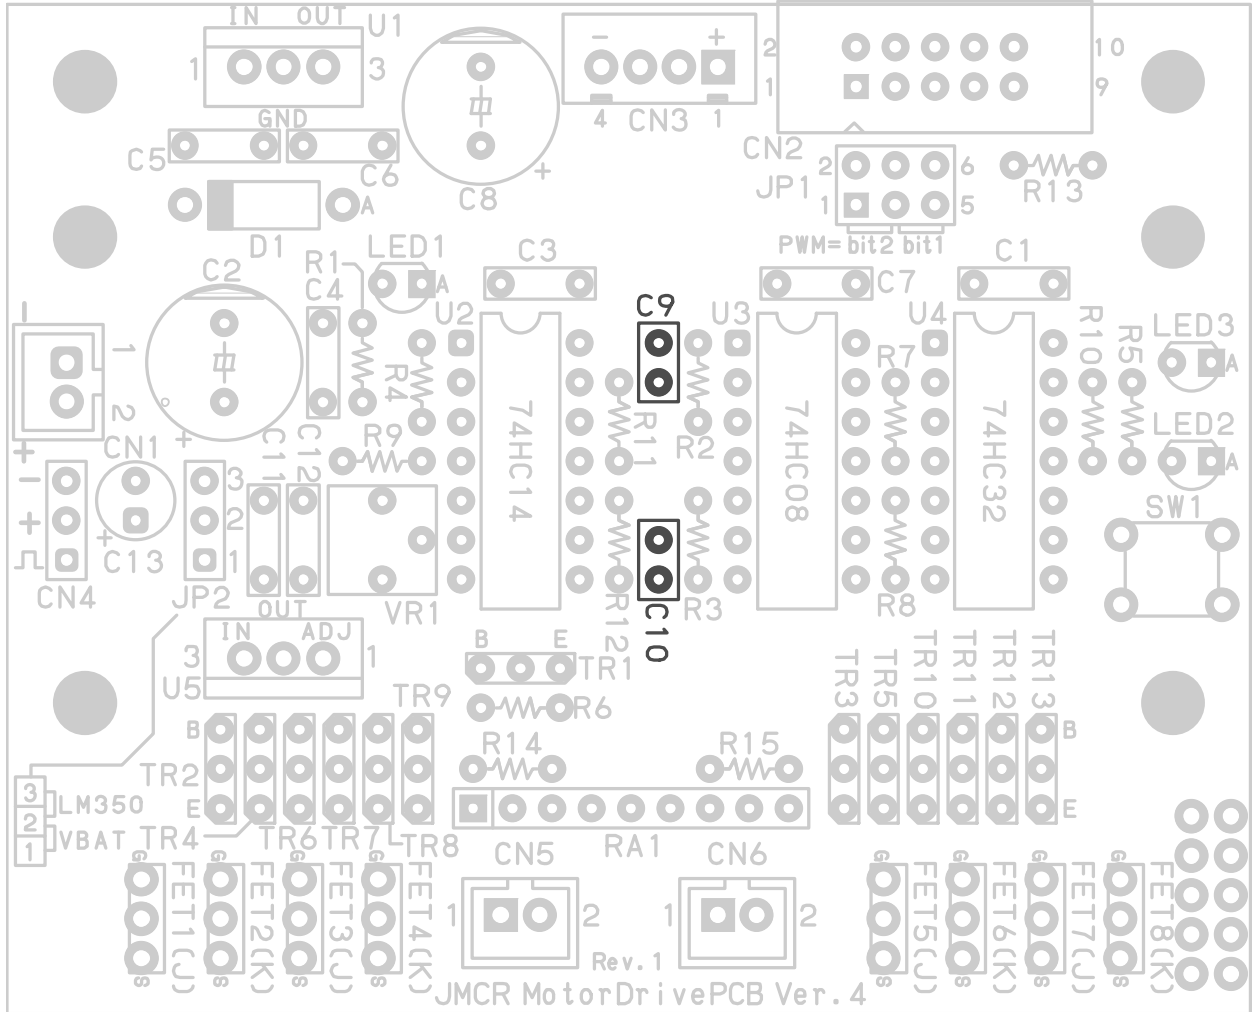 IN OUT U1
1 3
GND
C5 C6
D1 A
C8 +
- +
4 CN3 1
2 10
1 9
CN2
JP1
2 6
1 5
PWM= bit2 bit1
R13
C2
R1
C4
LED1
A
C3
C9
C7
C1
U2
U3
U4
R10
R5
LED3
A
LED2
A
-
1
2
+
CN1
+
R4
R9
C11
C12
74HC14
R11
R2
74HC08
R7
74HC32
SW1
-
+
CN4
+
C13
3
2
1
JP2
VR1
R12
C10
R3
R8
OUT
IN ADJ
3 1
U5
B E
TR1
R6
TR9
R14
R15
TR3
TR5
TR10
TR11
TR12
TR13
B
TR2
E
B
E
3
2
1
LM350
VBAT
TR4
TR6
TR7
TR8
RA1
G
FET1(J)
S
G
FET2(K)
S
G
FET3(J)
S
G
FET4(K)
S
CN5
1 2
CN6
1 2
G
FET5(J)
S
G
FET6(K)
S
G
FET7(J)
S
G
FET8(K)
S
Rev.1
JMCR MotorDrivePCB Ver.4